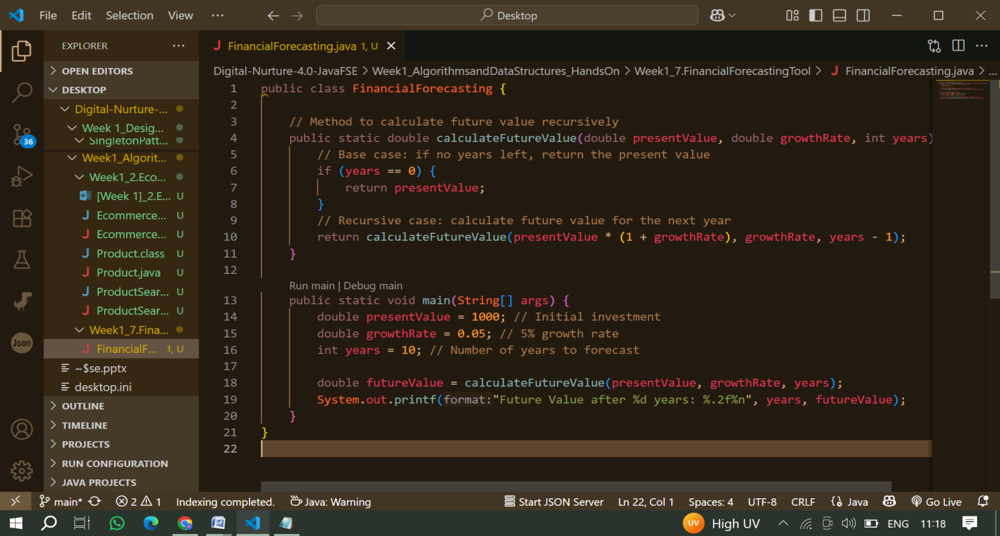 File Edit Selection View ··· Desktop
EXPLORER ···
OPEN EDITORS
DESKTOP
Digital-Nurture-...
Week 1_Desig...
SingletonPatt...
Week1_Algorit...
Week1_2.Eco...
[Week 1]_2.E... U
J Ecommerce... U
J Ecommerce... U
J Product.class U
J Product.java U
J ProductSear... U
J ProductSear... U
Week1_7.Fina...
J FinancialF... 1, U
~$se.pptx
desktop.ini
OUTLINE
TIMELINE
PROJECTS
RUN CONFIGURATION
JAVA PROJECTS
36
Json
J FinancialForecasting.java 1, U
Digital-Nurture-4.0-JavaFSE > Week1_AlgorithmsandDataStructures_HandsOn > Week1_7.FinancialForecastingTool > J FinancialForecasting.java > ...
1 public class FinancialForecasting {
2
3 // Method to calculate future value recursively
4 public static double calculateFutureValue(double presentValue, double growthRate, int years)
5 // Base case: if no years left, return the present value
6 if (years == 0) {
7 return presentValue;
8 }
9 // Recursive case: calculate future value for the next year
10 return calculateFutureValue(presentValue * (1 + growthRate), growthRate, years - 1);
11 }
12
Run main | Debug main
13 public static void main(String[] args) {
14 double presentValue = 1000; // Initial investment
15 double growthRate = 0.05; // 5% growth rate
16 int years = 10; // Number of years to forecast
17
18 double futureValue = calculateFutureValue(presentValue, growthRate, years);
19 System.out.printf(format:"Future Value after %d years: %.2f%n", years, futureValue);
20 }
21 }
22
main* 2 1 Indexing completed. Java: Warning Start JSON Server Ln 22, Col 1 Spaces: 4 UTF-8 CRLF Java Go Live
UV High UV ENG 11:18